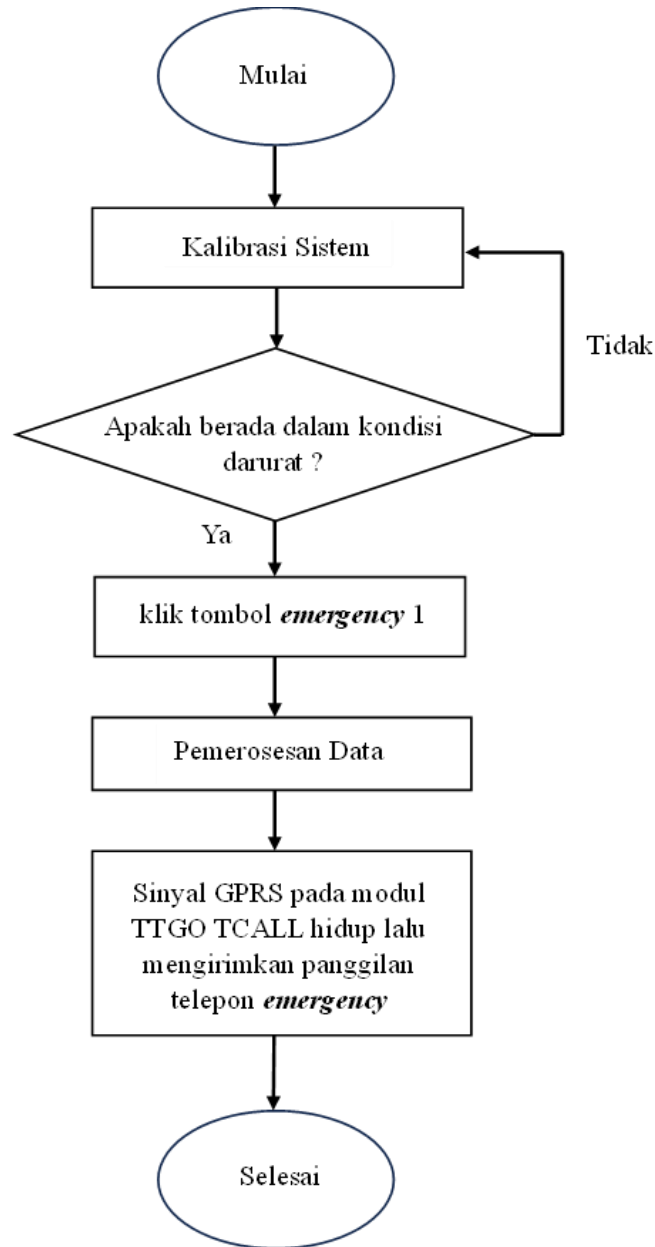 Mulai
Kalibrasi Sistem
Tidak
Apakah berada dalam kondisi
darurat ?
Ya
klik tombol emergency 1
Pemerosesan Data
Sinyal GPRS pada modul
TTGO TCALL hidup lalu
mengirimkan panggilan
telepon emergency
Selesai